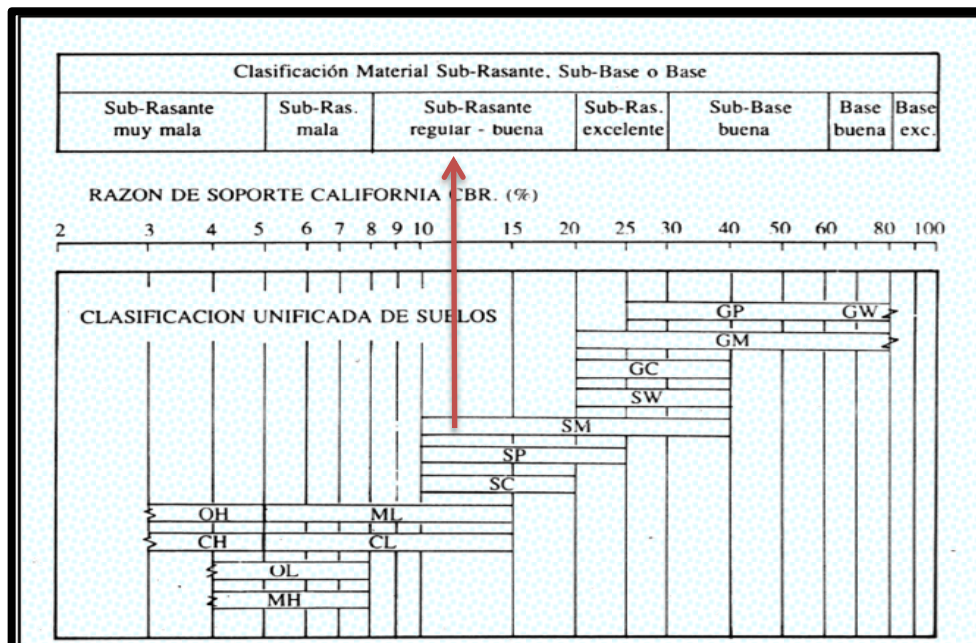 Clasificación Material Sub-Rasante. Sub-Base o Base
Sub-Rasante muy mala
Sub-Ras. mala
Sub-Rasante regular - buena
Sub-Ras. excelente
Sub-Base buena
Base buena
Base exc.
RAZON DE SOPORTE CALIFORNIA CBR. (%)
2 3 4 5 6 7 8 9 10 15 20 25 30 40 50 60 80 100
CLASIFICACION UNIFICADA DE SUELOS
GP GW
GM
GC
SW
SM
SP
SC
OH ML
CH CL
OL
MH